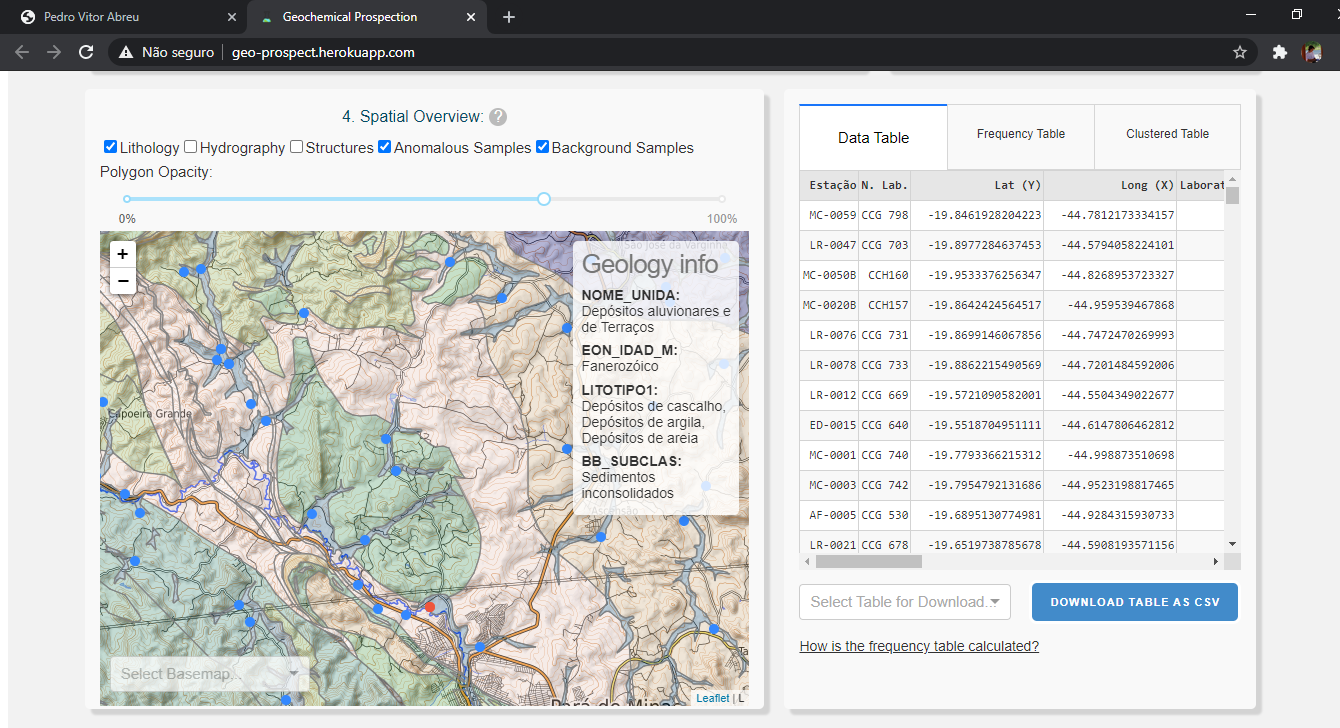 Pedro Vitor Abreu
Geochemical Prospection
Não seguro
geo-prospect.herokuapp.com
4. Spatial Overview: ?
Lithology Hydrography Structures Anomalous Samples Background Samples
Polygon Opacity:
0% 100%
+
−
São José da Varginha
Geology info
NOME_UNIDA:
Depósitos aluvionares e
de Terraços
EON_IDAD_M:
Fanerozóico
LITOTIPO1:
Depósitos de cascalho,
Depósitos de argila,
Depósitos de areia
BB_SUBCLAS:
Sedimentos
inconsolidados
Capoeira Grande
Ascensão
Select Basemap...
Pará de Minas
Leaflet | L
Data Table
Frequency Table
Clustered Table
Estação N. Lab. Lat (Y) Long (X) Laborat
MC-0059 CCG 798 -19.8461928204223 -44.7812173334157
LR-0047 CCG 703 -19.8977284637453 -44.5794058224101
MC-0050B CCH160 -19.9533376256347 -44.8268953723327
MC-0020B CCH157 -19.8642424564517 -44.959539467868
LR-0076 CCG 731 -19.8699146067856 -44.7472470269993
LR-0078 CCG 733 -19.8862215490569 -44.7201484592006
LR-0012 CCG 669 -19.5721090582001 -44.5504349022677
ED-0015 CCG 640 -19.5518704951111 -44.6147806462812
MC-0001 CCG 740 -19.7793366215312 -44.998873510698
MC-0003 CCG 742 -19.7954792131686 -44.9523198817465
AF-0005 CCG 530 -19.6895130774981 -44.9284315930733
LR-0021 CCG 678 -19.6519738785678 -44.5908193571156
Select Table for Download...
DOWNLOAD TABLE AS CSV
How is the frequency table calculated?